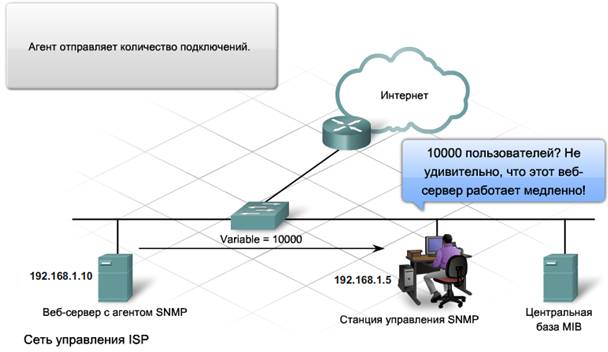 Агент отправляет количество подключений.
Интернет
10000 пользователей? Не
удивительно, что этот веб-
сервер работает медленно!
Variable = 10000
192.168.1.10
192.168.1.5
Веб-сервер с агентом SNMP
Станция управления SNMP
Центральная
база MIB
Сеть управления ISP